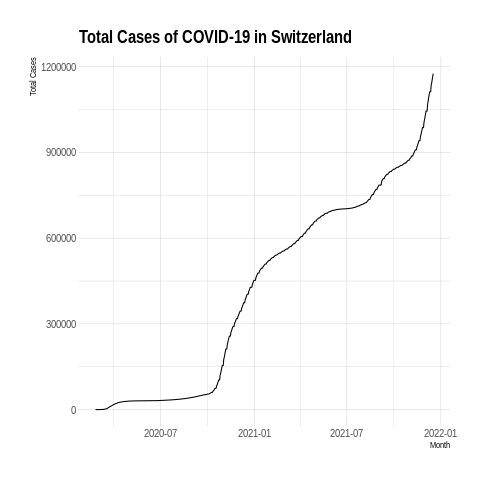 Total Cases of COVID-19 in Switzerland
Total Cases
1200000
900000
600000
300000
0
2020-07 2021-01 2021-07 2022-01
Month